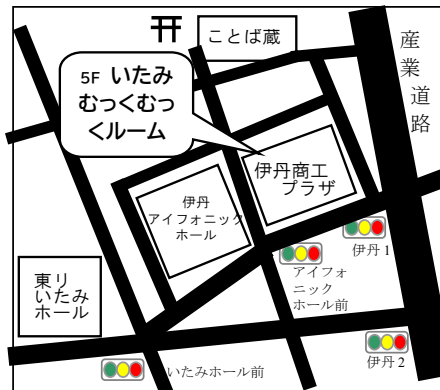 ことば蔵
産業道路
5F いたみ
むっくむっ
くルーム
伊丹商工
プラザ
伊丹
アイフォニック
ホール
伊丹1
アイフォ
ニック
ホール前
東リ
いたみ
ホール
伊丹2
いたみホール前